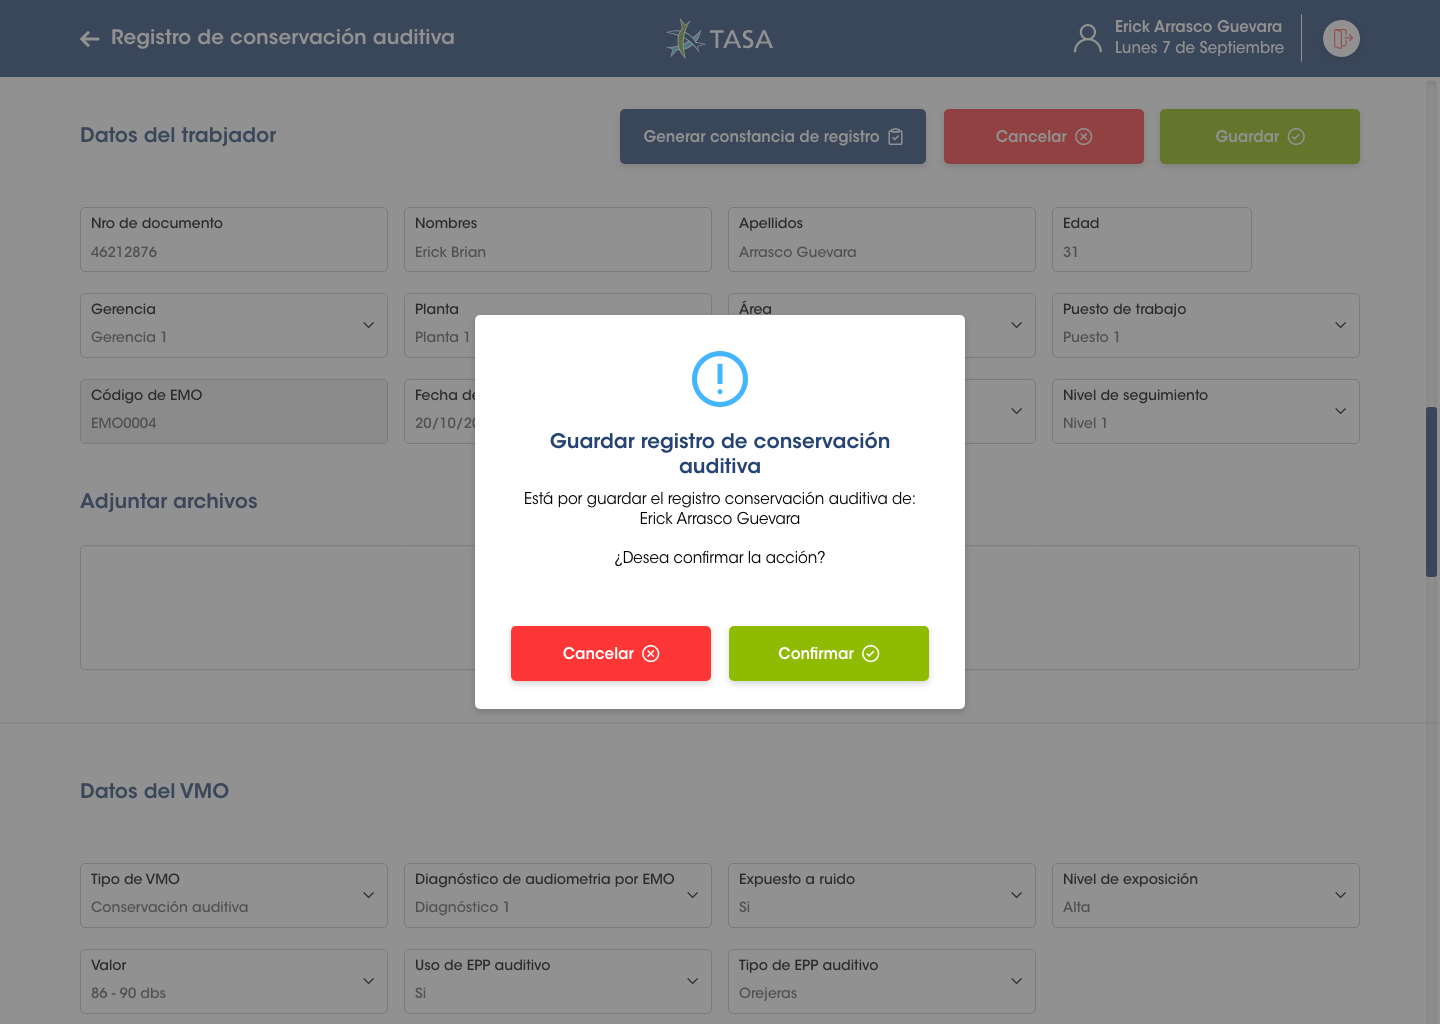 Registro de conservación auditiva
TASA
Erick Arrasco Guevara
Lunes 7 de Septiembre
Datos del trabjador
Generar constancia de registro
Cancelar
Guardar
Nro de documento
46212876
Nombres
Erick Brian
Apellidos
Arrasco Guevara
Edad
31
Gerencia
Gerencia 1
Planta
Planta 1
Área
Puesto de trabajo
Puesto 1
Código de EMO
EMO0004
Fecha de
20/10/20
Nivel de seguimiento
Nivel 1
Guardar registro de conservación
auditiva
Está por guardar el registro conservación auditiva de:
Erick Arrasco Guevara
¿Desea confirmar la acción?
Cancelar
Confirmar
Adjuntar archivos
Datos del VMO
Tipo de VMO
Conservación auditiva
Diagnóstico de audiometria por EMO
Diagnóstico 1
Expuesto a ruido
Si
Nivel de exposición
Alta
Valor
86 - 90 dbs
Uso de EPP auditivo
Si
Tipo de EPP auditivo
Orejeras